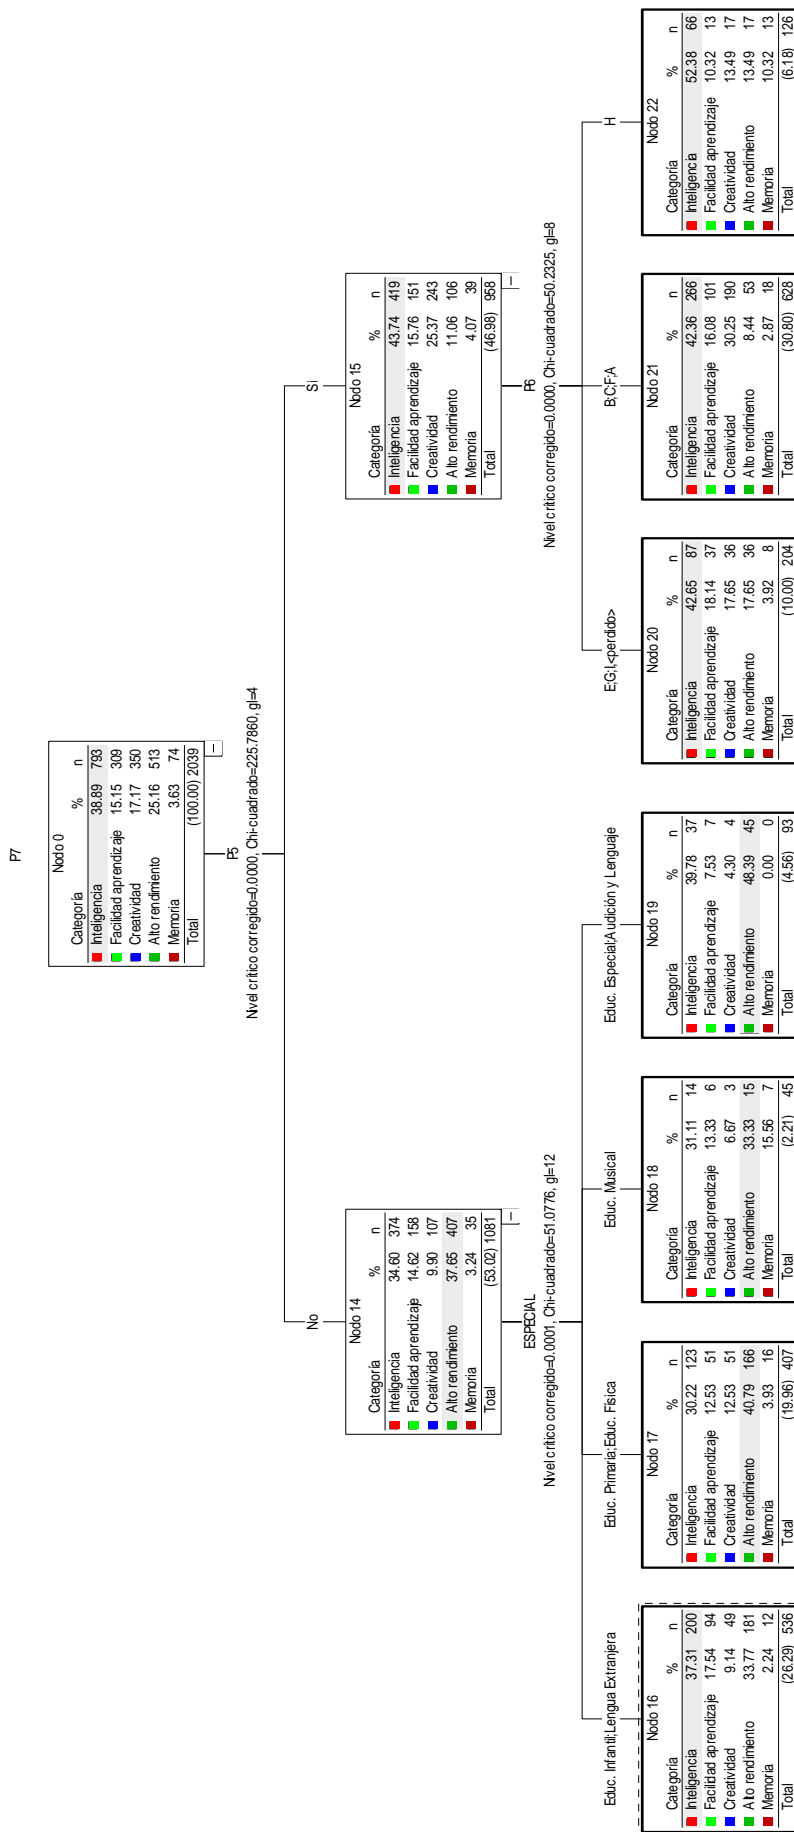 P7
Nodo 0
Categoría % n
Inteligencia 38.89 793
Facilidad aprendizaje 15.15 309
Creatividad 17.17 350
Alto rendimiento 25.16 513
Memoria 3.63 74
Total (100.00) 2039
P5
Nivel crítico corregido=0.0000, Chi-cuadrado=225.7860, gl=4
No
Nodo 14
Categoría % n
Inteligencia 34.60 374
Facilidad aprendizaje 14.62 158
Creatividad 9.90 107
Alto rendimiento 37.65 407
Memoria 3.24 35
Total (53.02) 1081
Si
Nodo 15
Categoría % n
Inteligencia 43.74 419
Facilidad aprendizaje 15.76 151
Creatividad 25.37 243
Alto rendimiento 11.06 106
Memoria 4.07 39
Total (46.98) 958
ESPECIAL
Nivel crítico corregido=0.0001, Chi-cuadrado=51.0776, gl=12
P6
Nivel crítico corregido=0.0000, Chi-cuadrado=50.2325, gl=8
Educ. Infantil;Lengua Extranjera
Nodo 16
Categoría % n
Inteligencia 37.31 200
Facilidad aprendizaje 17.54 94
Creatividad 9.14 49
Alto rendimiento 33.77 181
Memoria 2.24 12
Total (26.29) 536
Educ. Primaria;Educ. Física
Nodo 17
Categoría % n
Inteligencia 30.22 123
Facilidad aprendizaje 12.53 51
Creatividad 12.53 51
Alto rendimiento 40.79 166
Memoria 3.93 16
Total (19.96) 407
Educ. Musical
Nodo 18
Categoría % n
Inteligencia 31.11 14
Facilidad aprendizaje 13.33 6
Creatividad 6.67 3
Alto rendimiento 33.33 15
Memoria 15.56 7
Total (2.21) 45
Educ. Especial;Audición y Lenguaje
Nodo 19
Categoría % n
Inteligencia 39.78 37
Facilidad aprendizaje 7.53 7
Creatividad 4.30 4
Alto rendimiento 48.39 45
Memoria 0.00 0
Total (4.56) 93
E;G;I,<perdido>
Nodo 20
Categoría % n
Inteligencia 42.65 87
Facilidad aprendizaje 18.14 37
Creatividad 17.65 36
Alto rendimiento 17.65 36
Memoria 3.92 8
Total (10.00) 204
B;C;F;A
Nodo 21
Categoría % n
Inteligencia 42.36 266
Facilidad aprendizaje 16.08 101
Creatividad 30.25 190
Alto rendimiento 8.44 53
Memoria 2.87 18
Total (30.80) 628
H
Nodo 22
Categoría % n
Inteligencia 52.38 66
Facilidad aprendizaje 10.32 13
Creatividad 13.49 17
Alto rendimiento 13.49 17
Memoria 10.32 13
Total (6.18) 126